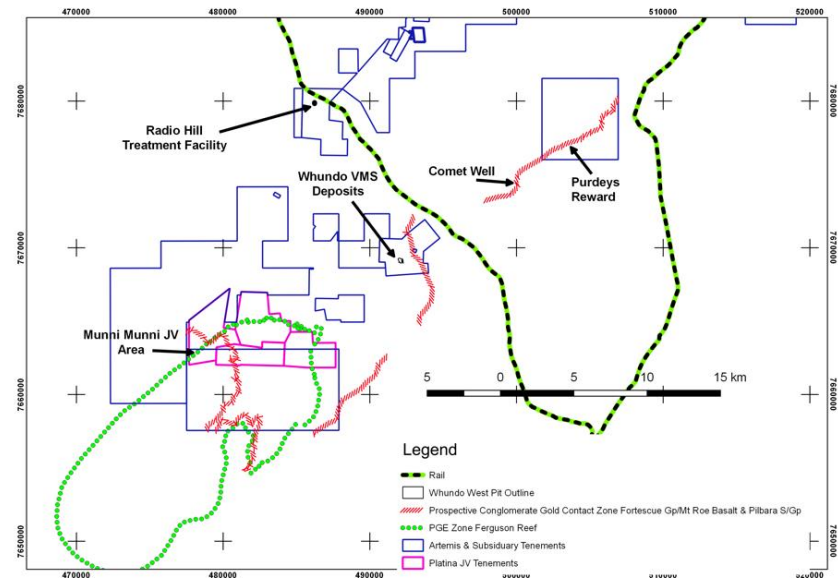 470000 480000 490000 500000 510000 520000
7680000 7680000
Radio Hill
Treatment Facility
Whundo VMS
Deposits
Comet Well
Purdeys
Reward
7670000 7670000
Munni Munni JV
Area
7660000 7660000
5 0 5 10 15 km
Legend
Rail
Whundo West Pit Outline
Prospective Conglomerate Gold Contact Zone Fortescue Gp/Mt Roe Basalt & Pilbara S/Gp
PGE Zone Ferguson Reef
Artemis & Subsiduary Tenements
Platina JV Tenements
7650000 7650000
470000 480000 490000 500000 510000 520000